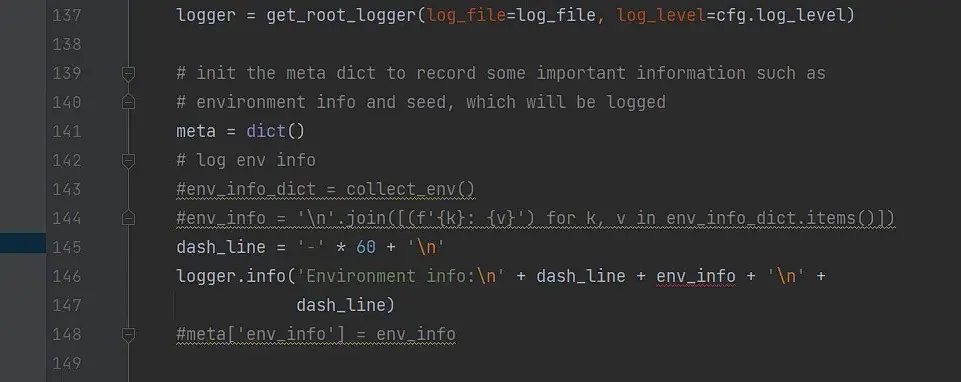 137 logger = get_root_logger(log_file=log_file, log_level=cfg.log_level)
138
139 # init the meta dict to record some important information such as
140 # environment info and seed, which will be logged
141 meta = dict()
142 # log env info
143 #env_info_dict = collect_env()
144 #env_info = '\n'.join([(f'{k}: {v}') for k, v in env_info_dict.items()])
145 dash_line = '-' * 60 + '\n'
146 logger.info('Environment info:\n' + dash_line + env_info + '\n' +
147 dash_line)
148 #meta['env_info'] = env_info
149